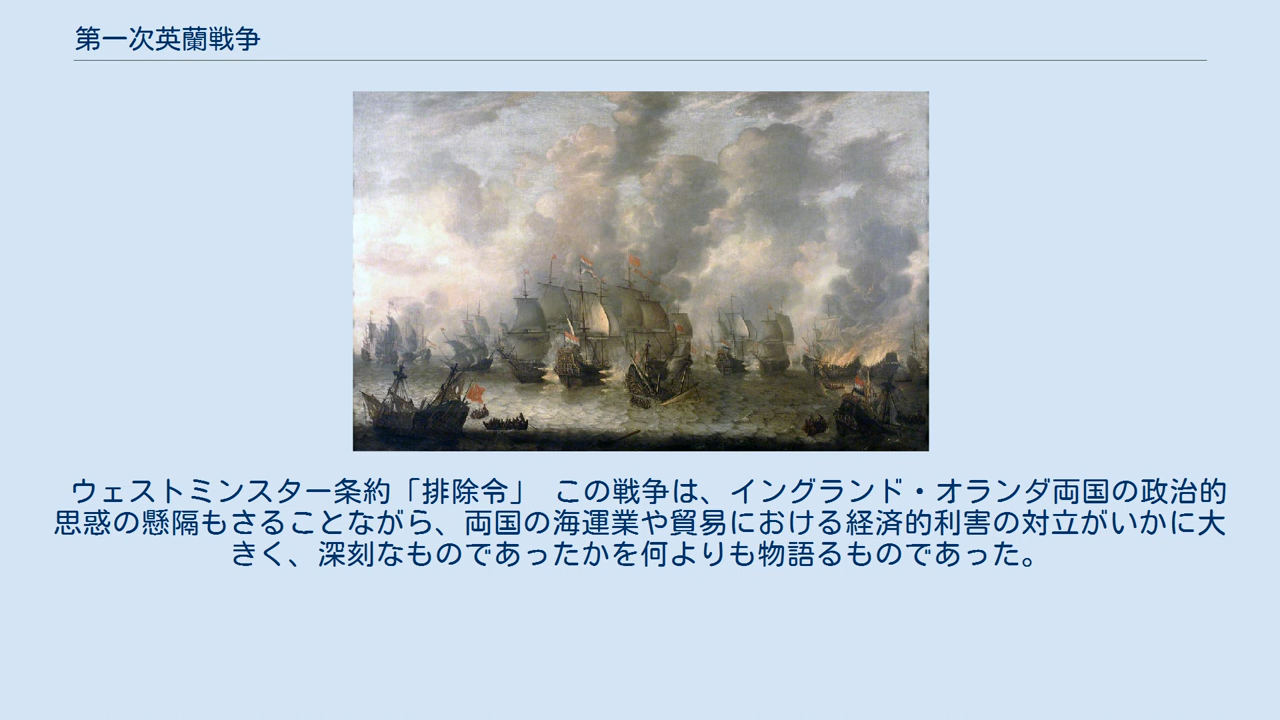 第一次英蘭戦争
ウェストミンスター条約「排除令」 この戦争は、イングランド・オランダ両国の政治的
思惑の懸隔もさることながら、両国の海運業や貿易における経済的利害の対立がいかに大
きく、深刻なものであったかを何よりも物語るものであった。